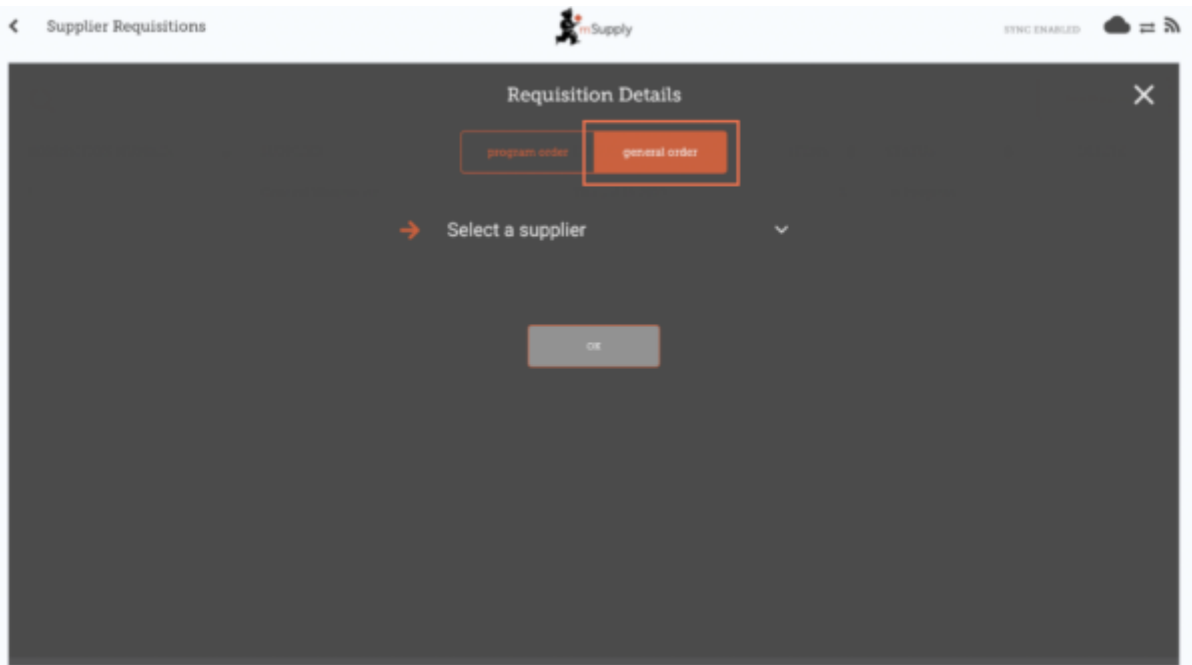 Supplier Requisitions
mSupply
SYNC ENABLED
Requisition Details
program order
general order
Select a supplier
OK